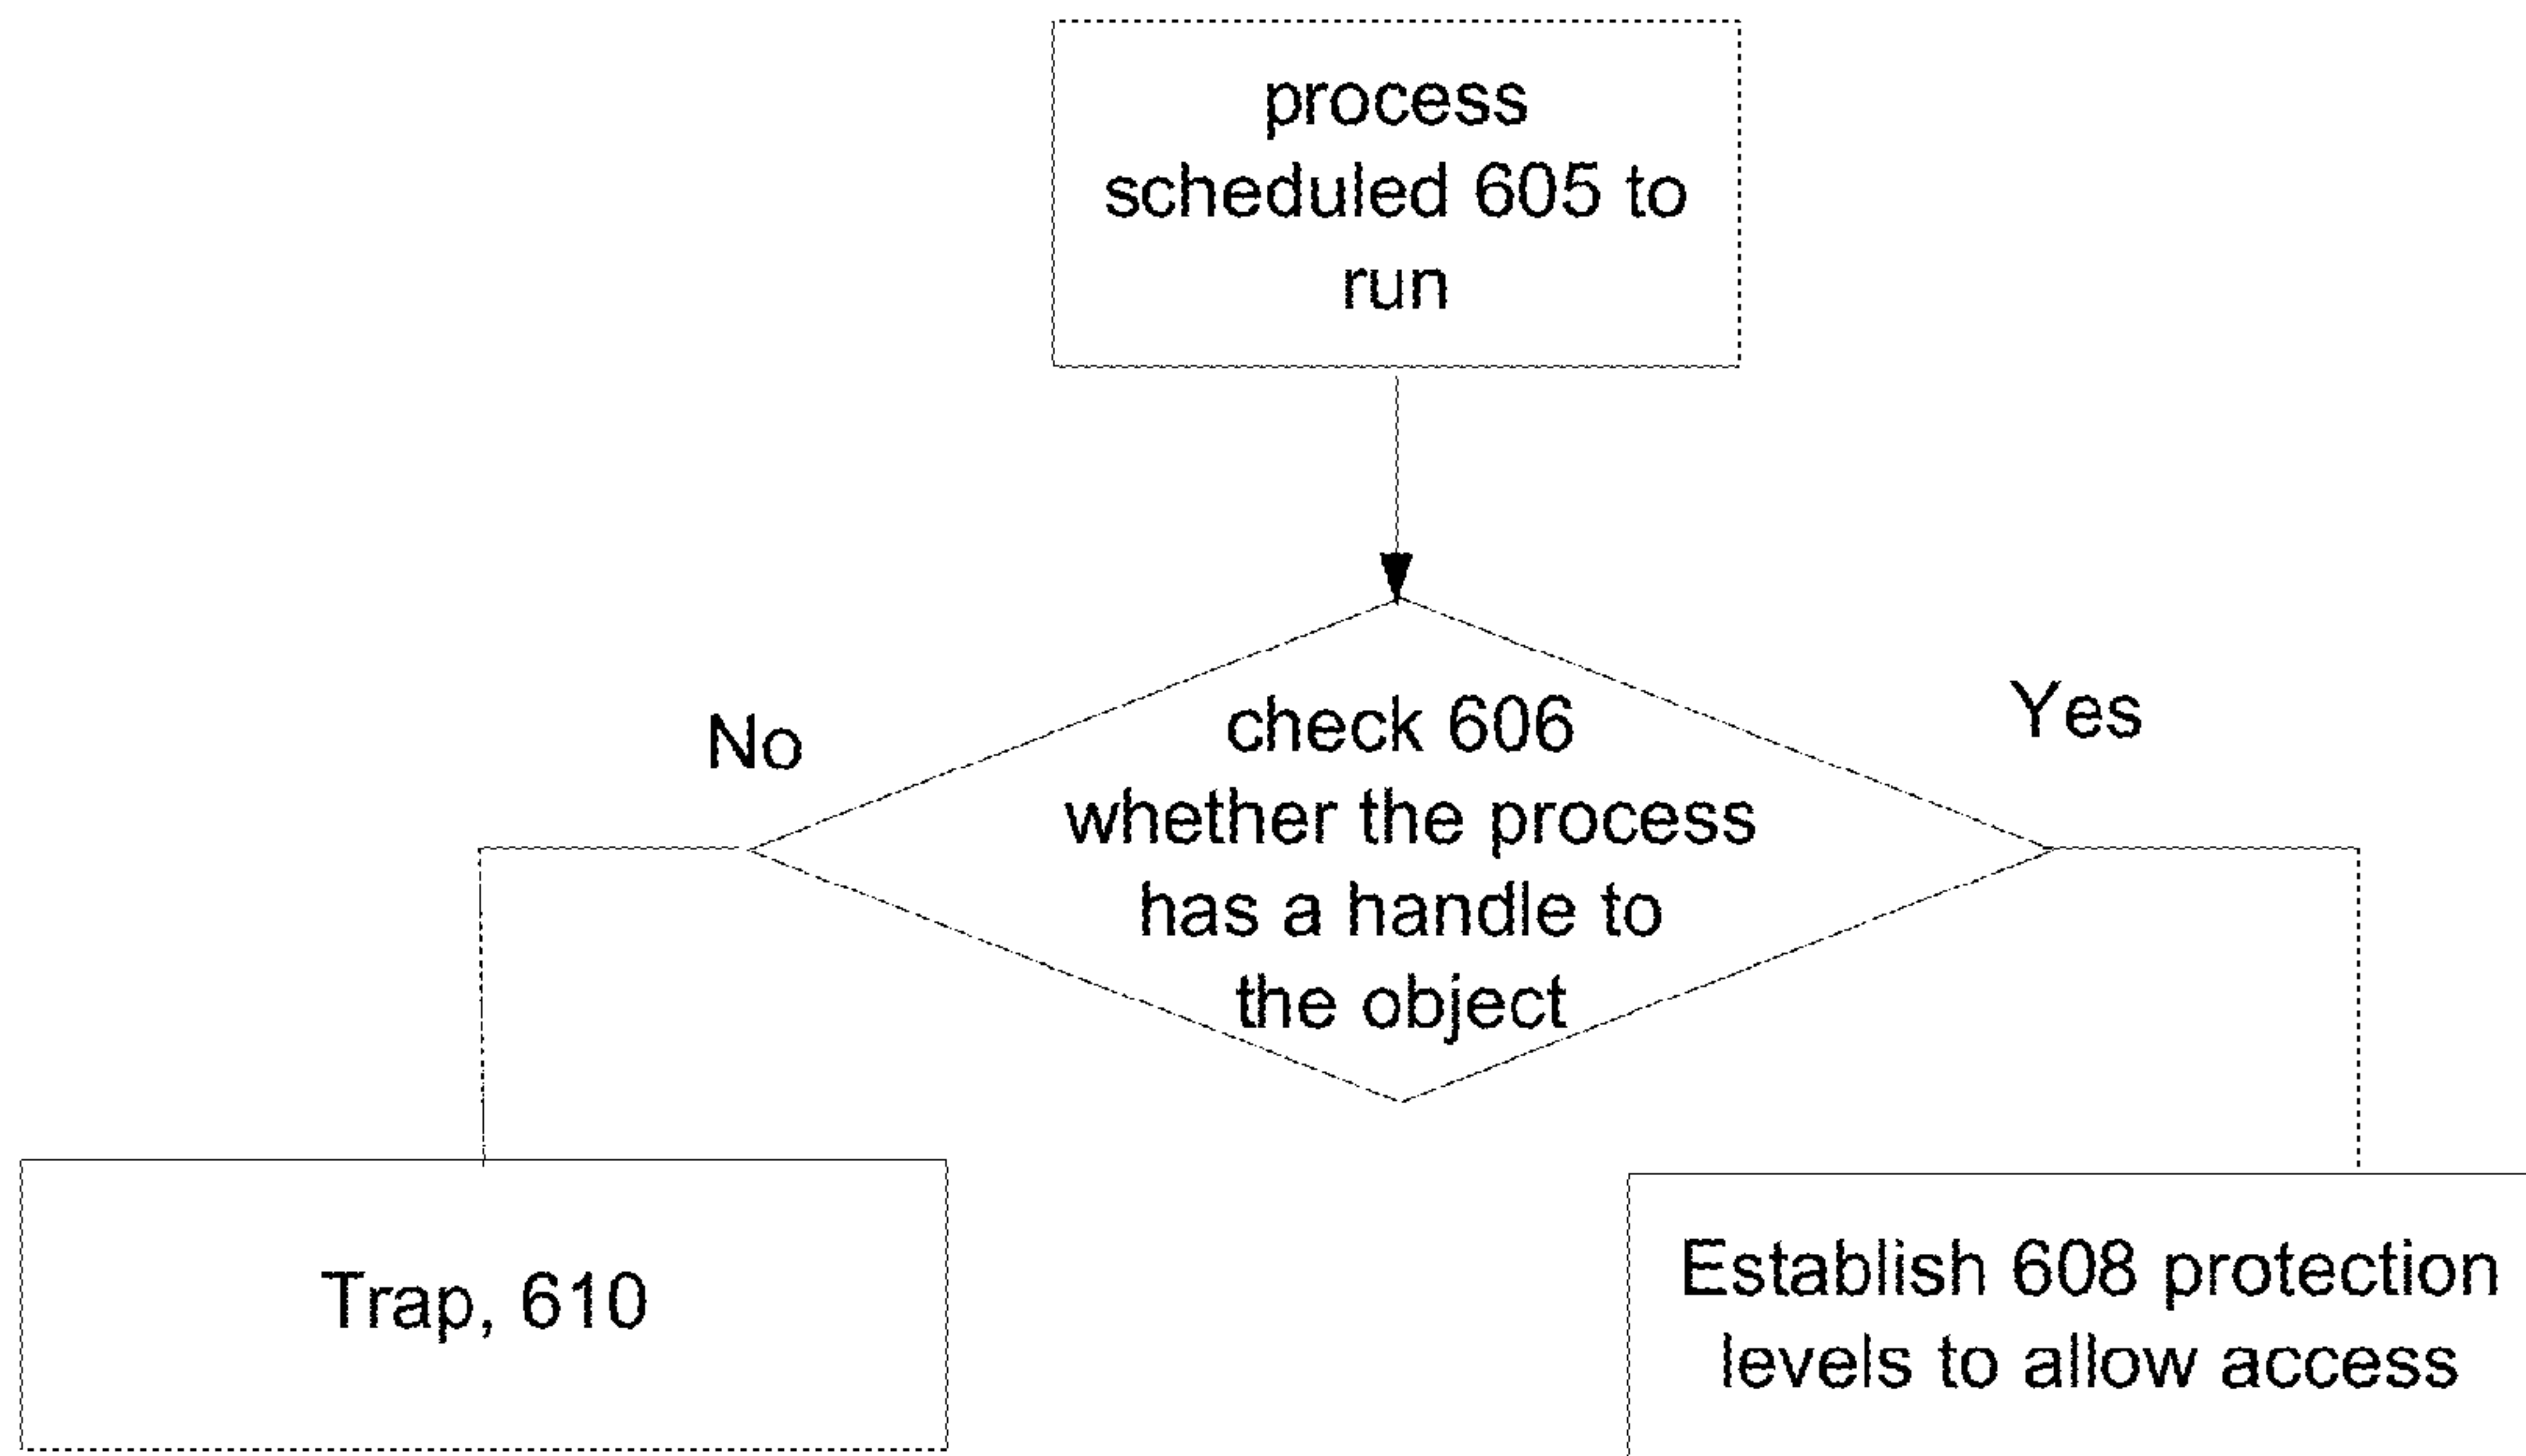 process
scheduled 605 to
run
No
Yes
check 606
whether the process
has a handle to
the object
Trap, 610
Establish 608 protection
levels to allow access